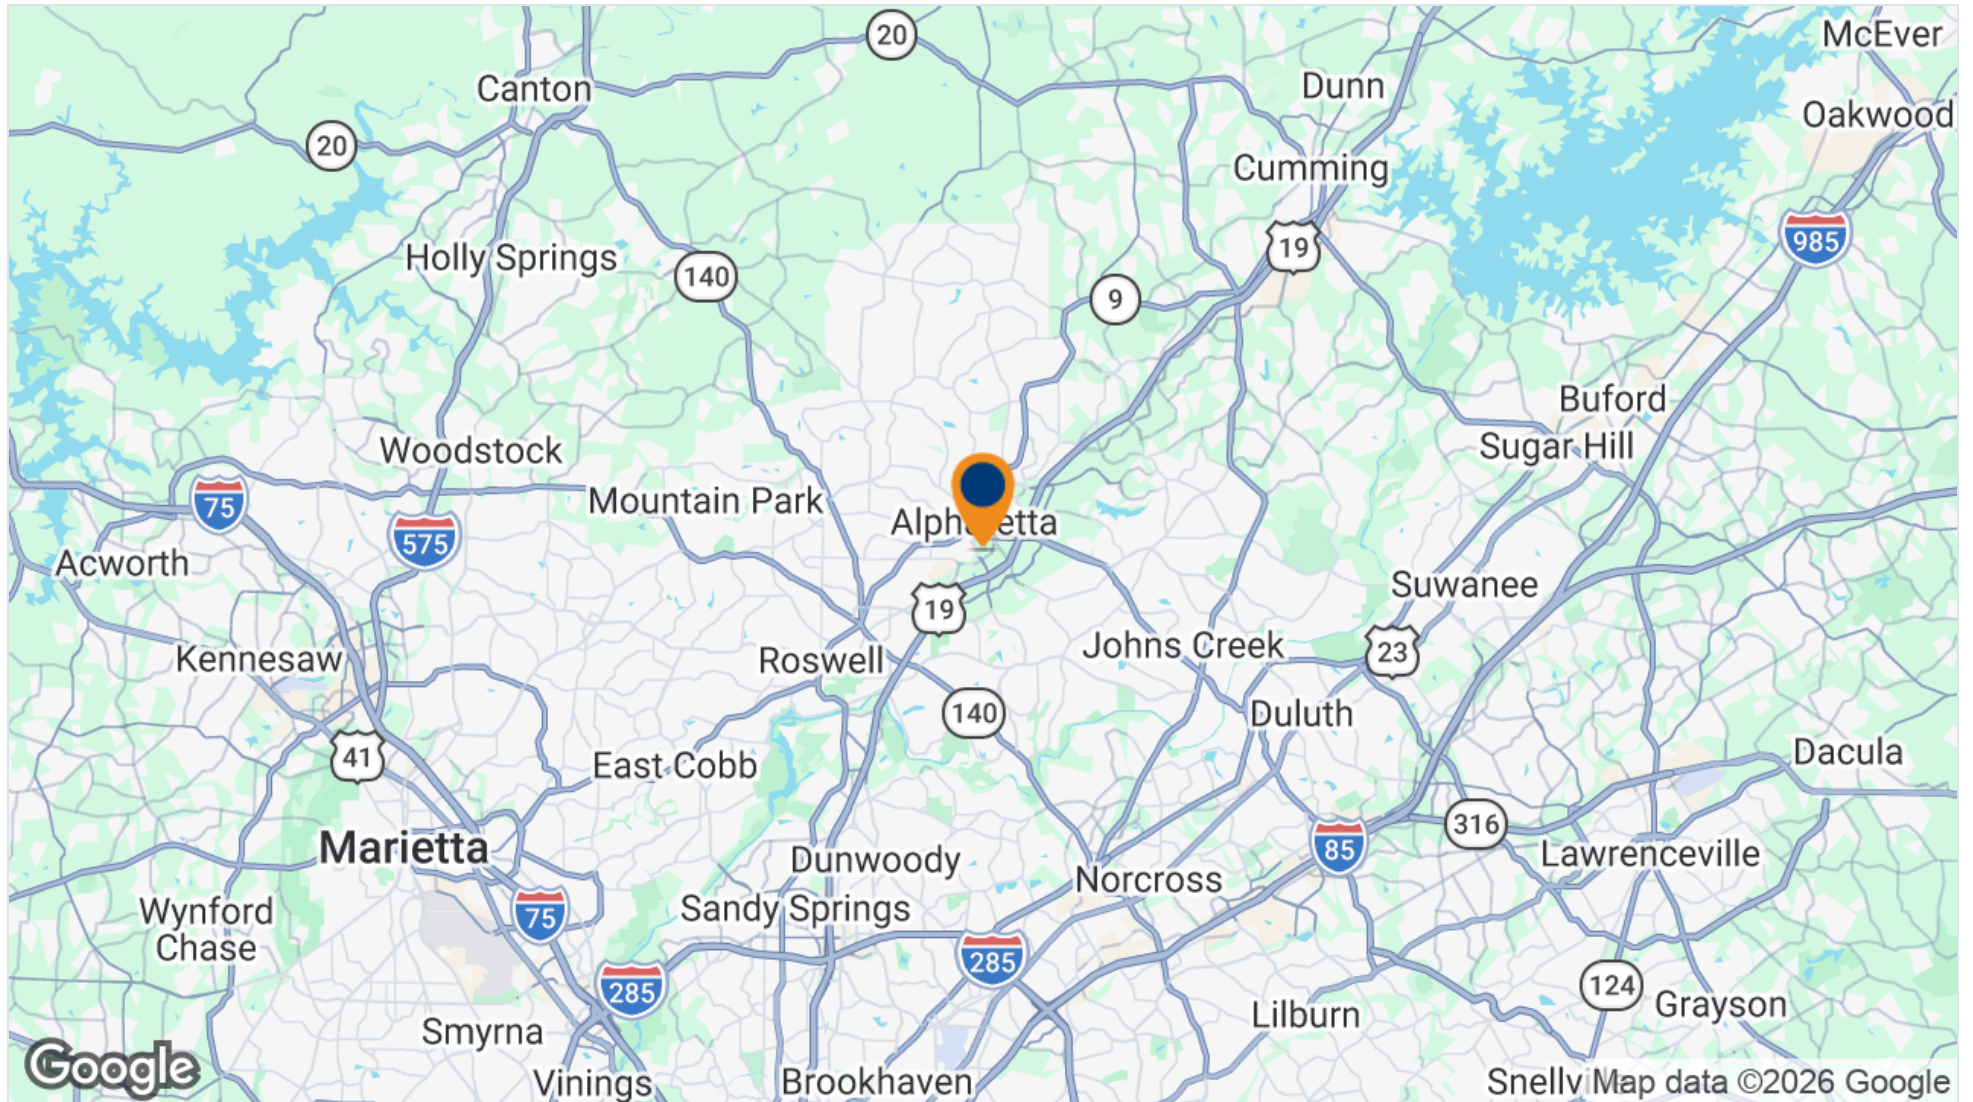 20
McEver
Canton
Dunn
Oakwood
20
Cumming
985
19
Holly Springs
140
9
Buford
Sugar Hill
Woodstock
75
Mountain Park
Alpharetta
575
Acworth
Suwanee
19
Johns Creek
23
Kennesaw
Roswell
140
Duluth
41
East Cobb
Dacula
316
Marietta
85
Dunwoody
Lawrenceville
Norcross
Wynford
Chase
75
Sandy Springs
285
285
124
Grayson
Lilburn
Smyrna
Google
Vinings
Brookhaven
Map data ©2026 Google